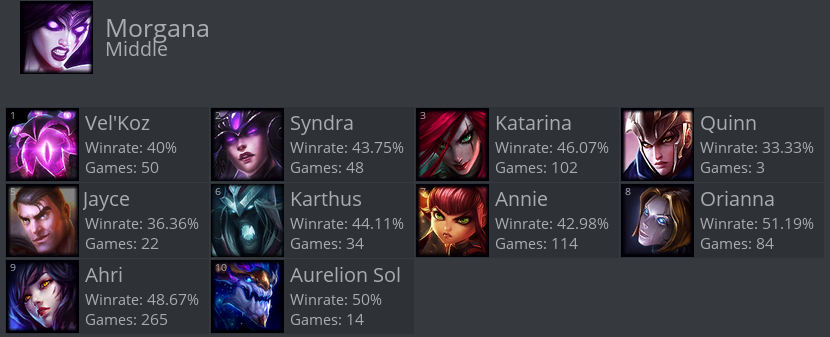 Morgana
Middle
1 Vel'Koz
Winrate: 40%
Games: 50
2 Syndra
Winrate: 43.75%
Games: 48
3 Katarina
Winrate: 46.07%
Games: 102
Quinn
Winrate: 33.33%
Games: 3
5 Jayce
Winrate: 36.36%
Games: 22
6 Karthus
Winrate: 44.11%
Games: 34
7 Annie
Winrate: 42.98%
Games: 114
8 Orianna
Winrate: 51.19%
Games: 84
9 Ahri
Winrate: 48.67%
Games: 265
10 Aurelion Sol
Winrate: 50%
Games: 14